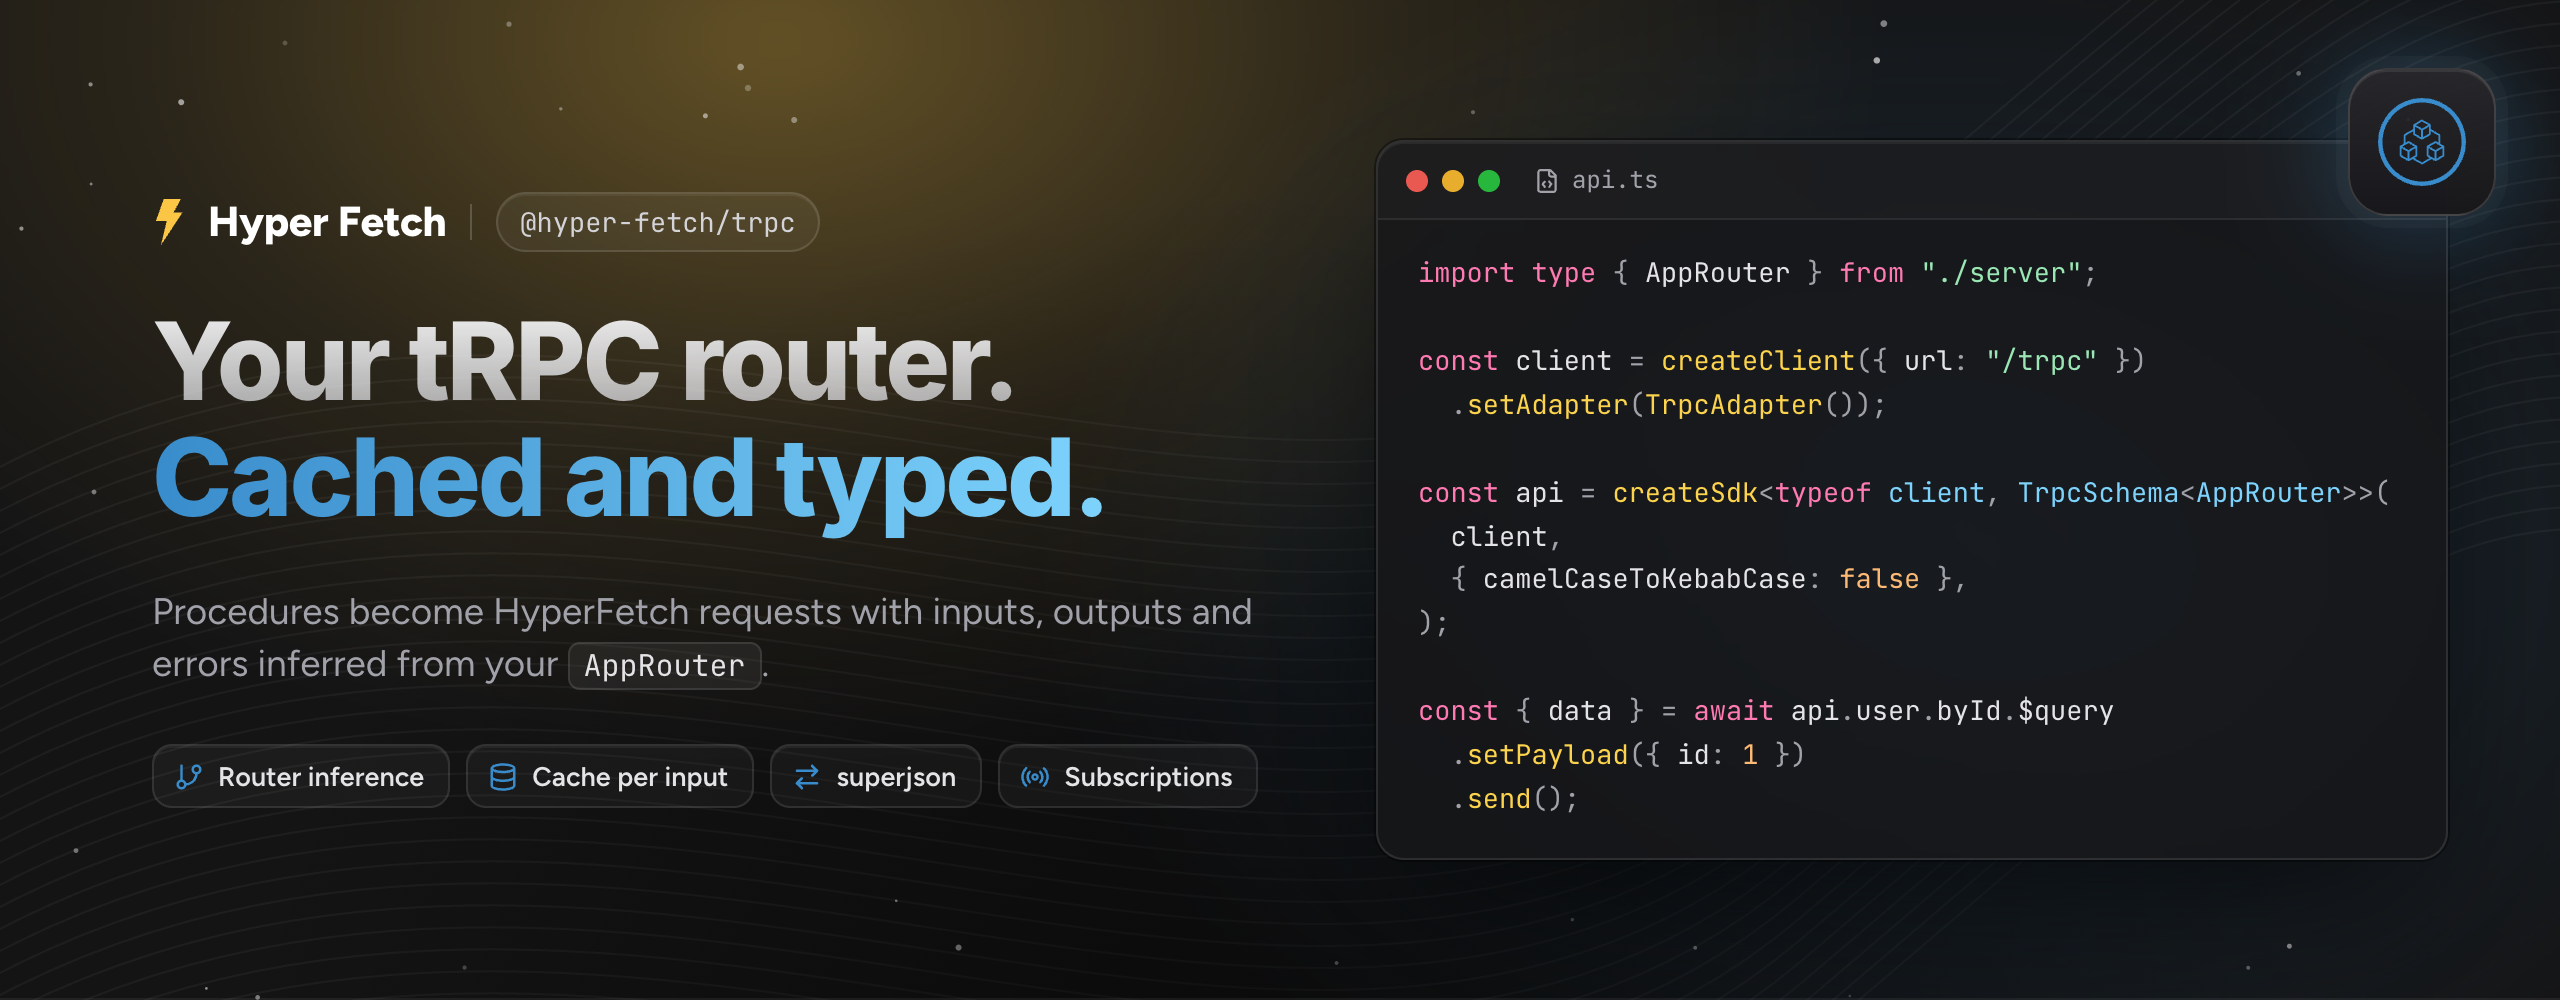 Hyper Fetch
@hyper-fetch/trpc
Your tRPC router.
Cached and typed.
Procedures become HyperFetch requests with inputs, outputs and
errors inferred from your AppRouter.
Router inference
Cache per input
superjson
Subscriptions
api.ts
import type { AppRouter } from "./server";
const client = createClient({ url: "/trpc" })
  .setAdapter(TrpcAdapter());
const api = createSdk<typeof client, TrpcSchema<AppRouter>>(
  client,
  { camelCaseToKebabCase: false },
);
const { data } = await api.user.byId.$query
  .setPayload({ id: 1 })
  .send();